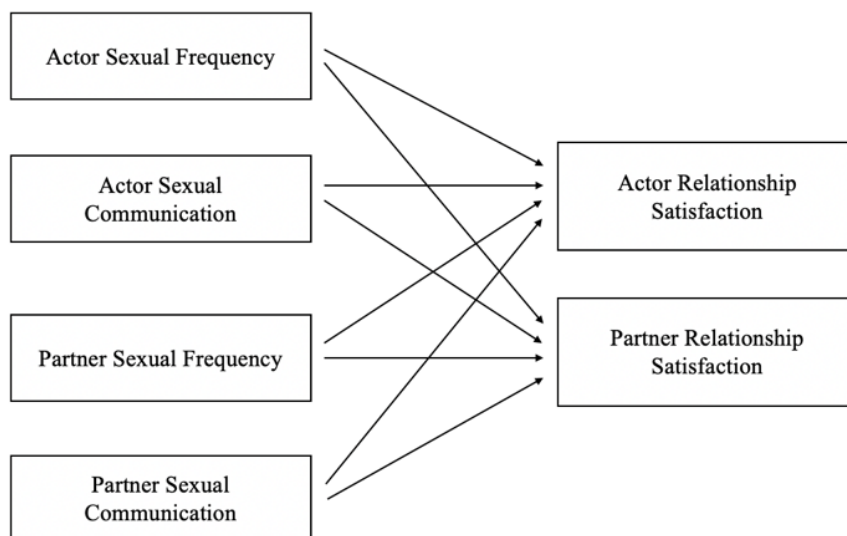 Actor Sexual Frequency
Actor Sexual
Communication
Partner Sexual Frequency
Partner Sexual
Communication
Actor Relationship
Satisfaction
Partner Relationship
Satisfaction